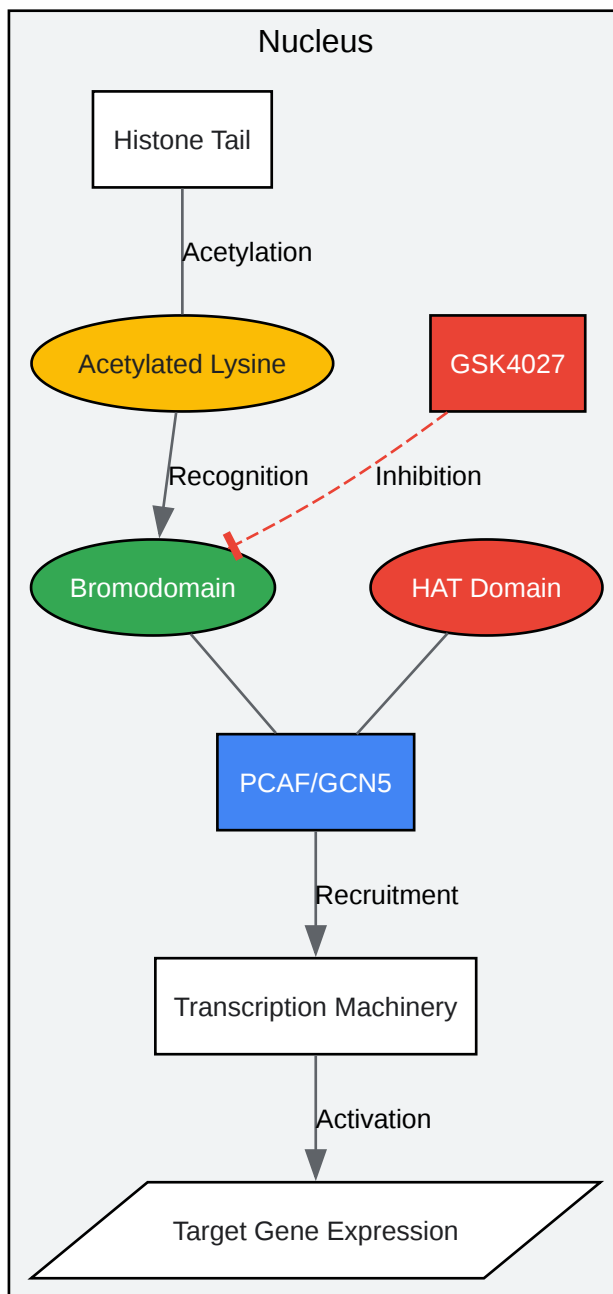 Nucleus
Histone Tail
Acetylation
Acetylated Lysine
GSK4027
Recognition
Inhibition
Bromodomain
HAT Domain
PCAF/GCN5
Recruitment
Transcription Machinery
Activation
Target Gene Expression